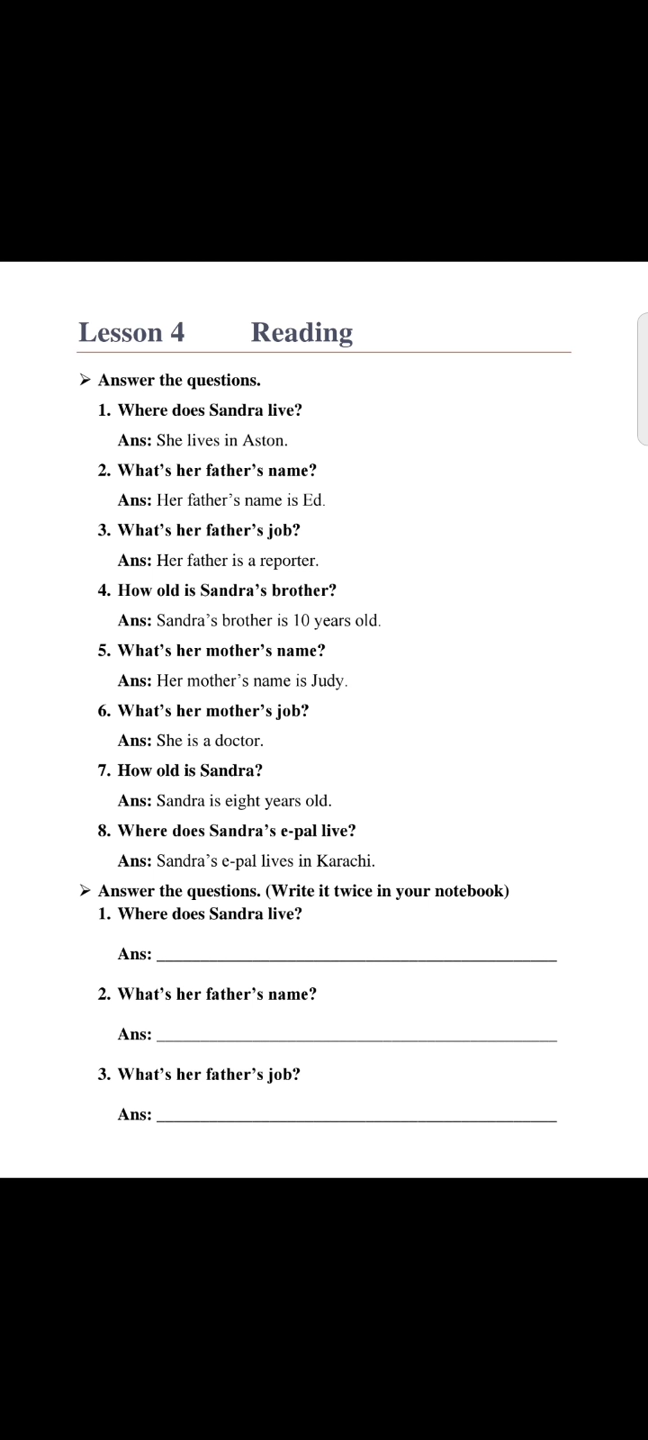 Lesson 4 Reading
➢ Answer the questions.
1. Where does Sandra live?
Ans: She lives in Aston.
2. What’s her father’s name?
Ans: Her father’s name is Ed.
3. What’s her father’s job?
Ans: Her father is a reporter.
4. How old is Sandra’s brother?
Ans: Sandra’s brother is 10 years old.
5. What’s her mother’s name?
Ans: Her mother’s name is Judy.
6. What’s her mother’s job?
Ans: She is a doctor.
7. How old is Sandra?
Ans: Sandra is eight years old.
8. Where does Sandra’s e-pal live?
Ans: Sandra’s e-pal lives in Karachi.
➢ Answer the questions. (Write it twice in your notebook)
1. Where does Sandra live?
Ans: ______________________________
2. What’s her father’s name?
Ans: ______________________________
3. What’s her father’s job?
Ans: ______________________________